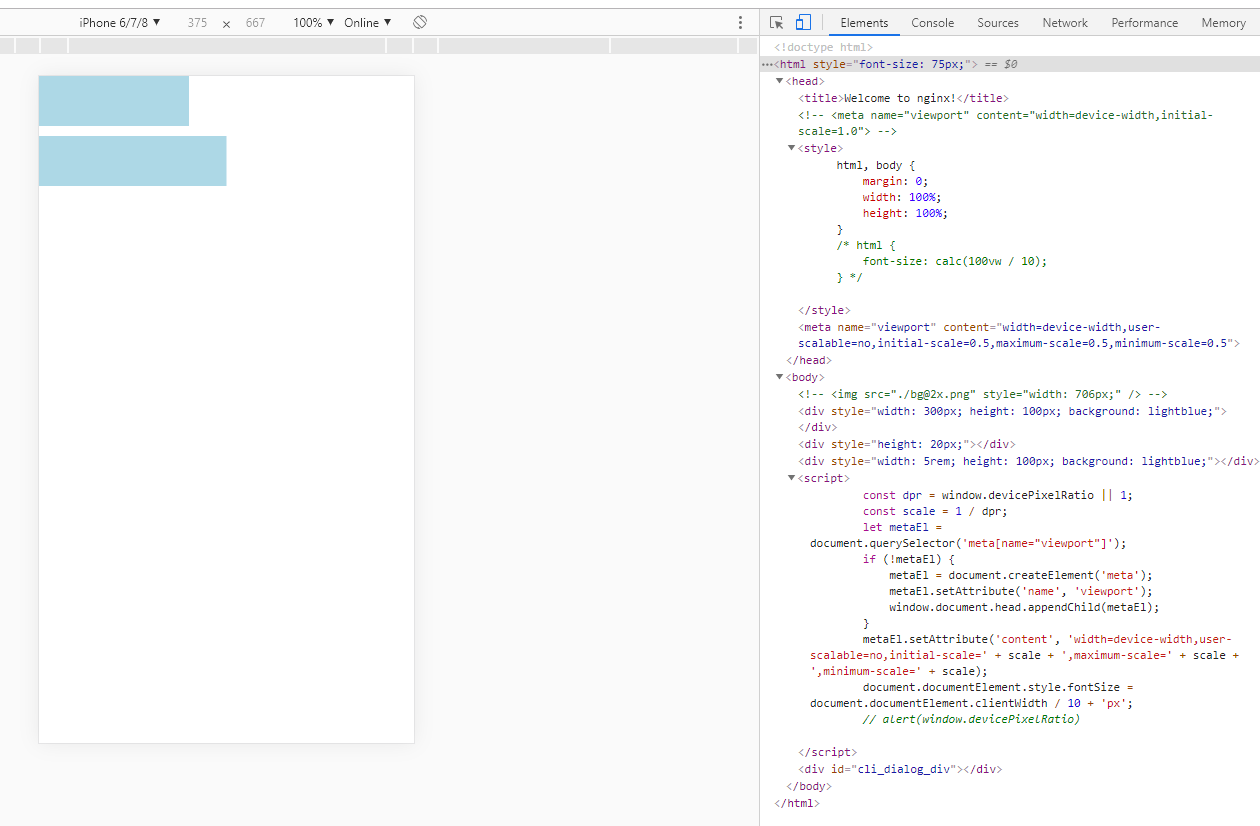 iPhone 6/7/8 ▼ 375 × 667 100% ▼ Online ▼
Elements Console Sources Network Performance Memory
<!doctype html>
•••<html style="font-size: 75px;"> == $0
▼<head>
<title>Welcome to nginx!</title>
<!-- <meta name="viewport" content="width=device-width,initial-
scale=1.0"> -->
▼<style>
html, body {
margin: 0;
width: 100%;
height: 100%;
}
/* html {
font-size: calc(100vw / 10);
} */
</style>
<meta name="viewport" content="width=device-width,user-
scalable=no,initial-scale=0.5,maximum-scale=0.5,minimum-scale=0.5">
</head>
▼<body>
<!-- <img src="./bg@2x.png" style="width: 706px;" /> -->
<div style="width: 300px; height: 100px; background: lightblue;">
</div>
<div style="height: 20px;"></div>
<div style="width: 5rem; height: 100px; background: lightblue;"></div>
▼<script>
const dpr = window.devicePixelRatio || 1;
const scale = 1 / dpr;
let metaEl =
document.querySelector('meta[name="viewport"]');
if (!metaEl) {
metaEl = document.createElement('meta');
metaEl.setAttribute('name', 'viewport');
window.document.head.appendChild(metaEl);
}
metaEl.setAttribute('content', 'width=device-width,user-
scalable=no,initial-scale=' + scale + ',maximum-scale=' + scale +
',minimum-scale=' + scale);
document.documentElement.style.fontSize =
document.documentElement.clientWidth / 10 + 'px';
// alert(window.devicePixelRatio)
</script>
<div id="cli_dialog_div"></div>
</body>
</html>